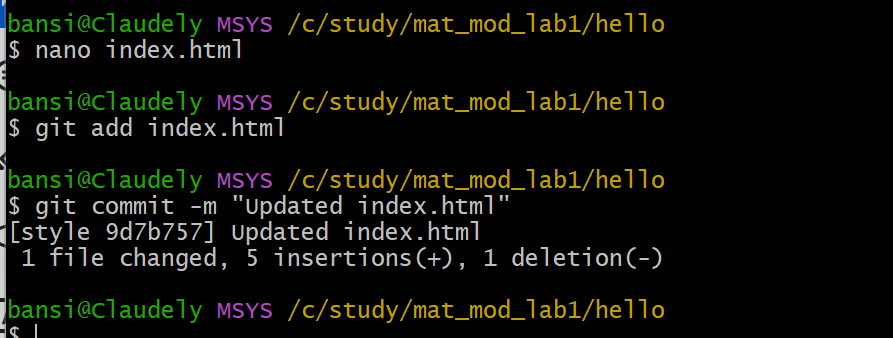 bansi@Claudely MSYS /c/study/mat_mod_lab1/hello
$ nano index.html
bansi@Claudely MSYS /c/study/mat_mod_lab1/hello
$ git add index.html
bansi@Claudely MSYS /c/study/mat_mod_lab1/hello
$ git commit -m "Updated index.html"
[style 9d7b757] Updated index.html
 1 file changed, 5 insertions(+), 1 deletion(-)
bansi@Claudely MSYS /c/study/mat_mod_lab1/hello
$